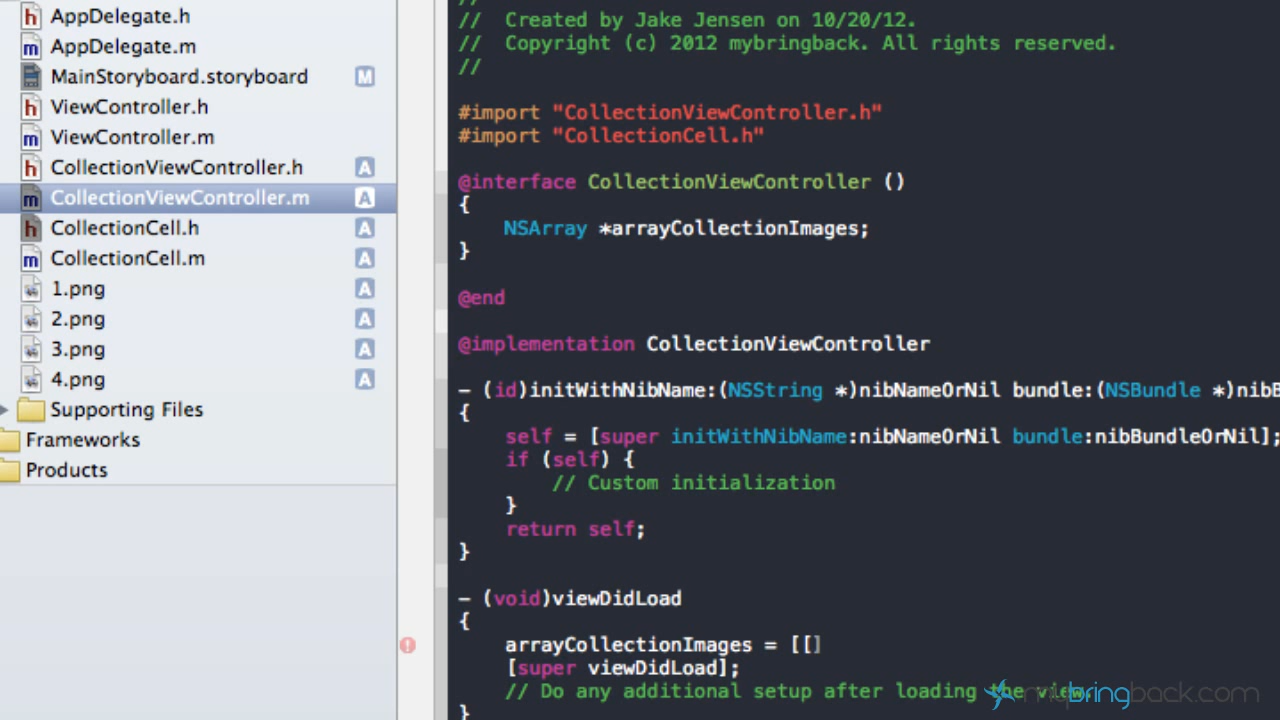 AppDelegate.h
AppDelegate.m
MainStoryboard.storyboard M
ViewController.h
ViewController.m
CollectionViewController.h A
CollectionViewController.m A
CollectionCell.h A
CollectionCell.m A
1.png A
2.png A
3.png A
4.png A
Supporting Files
Frameworks
Products
//
// Created by Jake Jensen on 10/20/12.
// Copyright (c) 2012 mybringback. All rights reserved.
//
#import "CollectionViewController.h"
#import "CollectionCell.h"
@interface CollectionViewController ()
{
NSArray *arrayCollectionImages;
}
@end
@implementation CollectionViewController
- (id)initWithNibName:(NSString *)nibNameOrNil bundle:(NSBundle *)nibB
{
self = [super initWithNibName:nibNameOrNil bundle:nibBundleOrNil];
if (self) {
// Custom initialization
}
return self;
}
- (void)viewDidLoad
{
arrayCollectionImages = [[]
[super viewDidLoad];
// Do any additional setup after loading the view.
}
mybringback.com